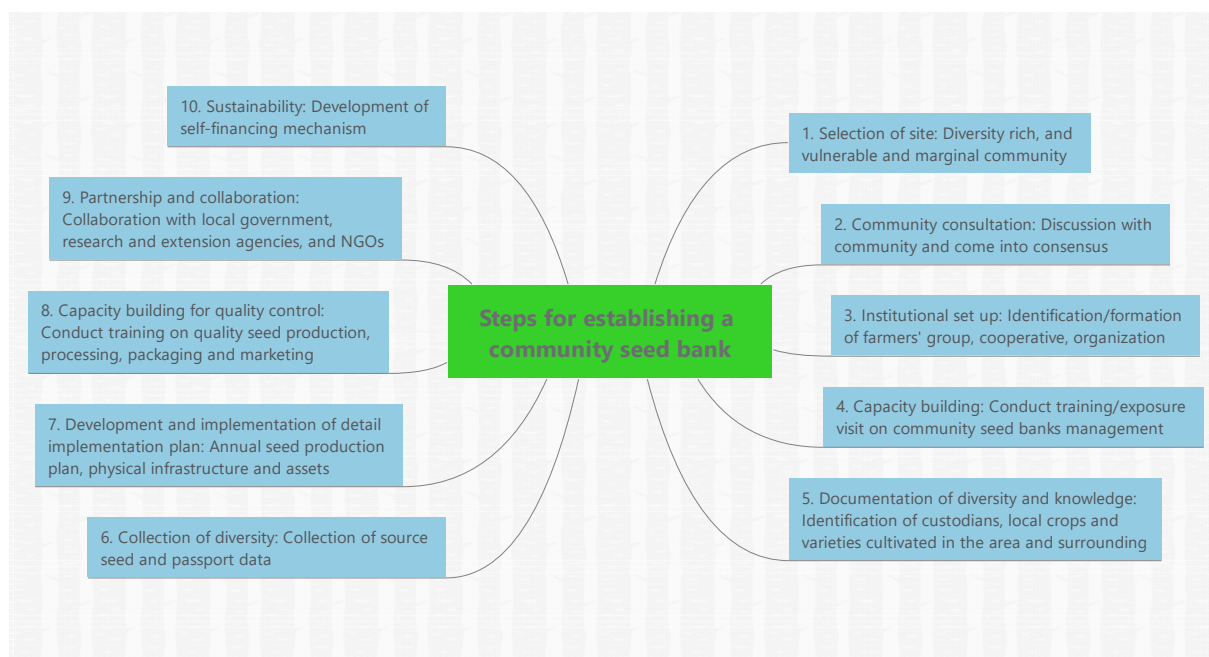 Steps for establishing a
community seed bank
1. Selection of site: Diversity rich, and
vulnerable and marginal community
2. Community consultation: Discussion with
community and come into consensus
3. Institutional set up: Identification/formation
of farmers' group, cooperative, organization
4. Capacity building: Conduct training/exposure
visit on community seed banks management
5. Documentation of diversity and knowledge:
Identification of custodians, local crops and
varieties cultivated in the area and surrounding
6. Collection of diversity: Collection of source
seed and passport data
7. Development and implementation of detail
implementation plan: Annual seed production
plan, physical infrastructure and assets
8. Capacity building for quality control:
Conduct training on quality seed production,
processing, packaging and marketing
9. Partnership and collaboration:
Collaboration with local government,
research and extension agencies, and NGOs
10. Sustainability: Development of
self-financing mechanism